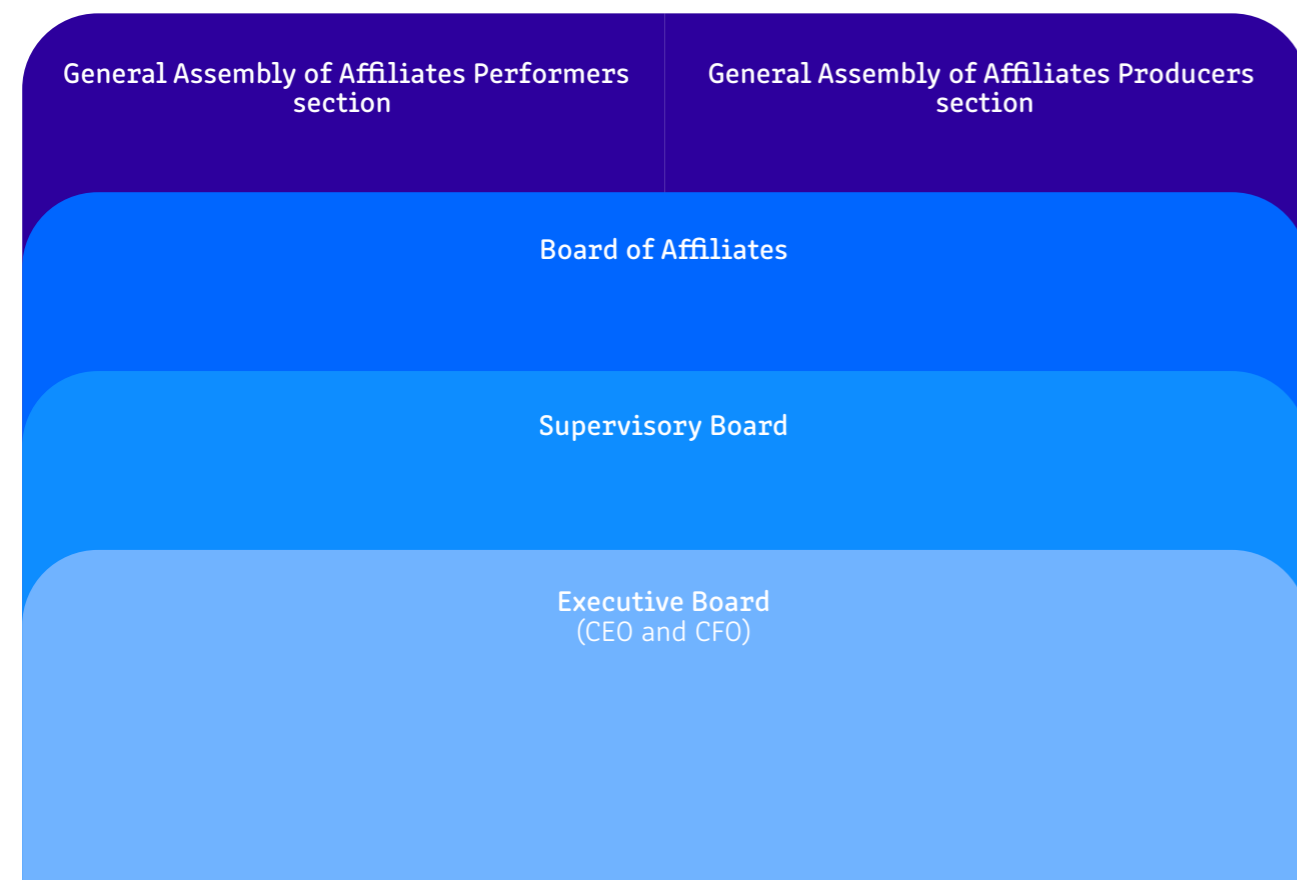 General Assembly of Affiliates Performers
section
General Assembly of Affiliates Producers
section
Board of Affiliates
Supervisory Board
Executive Board
(CEO and CFO)